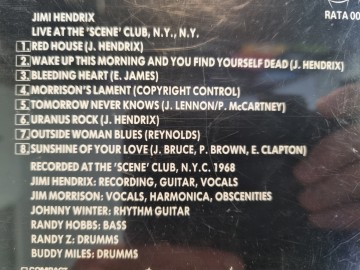 JIMI HENDRIX
LIVE AT THE 'SCENE' CLUB, N.Y., N.Y.
RATA 00
1 RED HOUSE (J. HENDRIX)
2 WAKE UP THIS MORNING AND YOU FIND YOURSELF DEAD (J. HENDRIX)
3 BLEEDING HEART (E. JAMES)
4 MORRISON'S LAMENT (COPYRIGHT CONTROL)
5 TOMORROW NEVER KNOWS (J. LENNON/P. McCARTNEY)
6 URANUS ROCK (J. HENDRIX)
7 OUTSIDE WOMAN BLUES (REYNOLDS)
8 SUNSHINE OF YOUR LOVE (J. BRUCE, P. BROWN, E. CLAPTON)
RECORDED AT THE 'SCENE' CLUB, N.Y.C. 1968
JIMI HENDRIX: RECORDING, GUITAR, VOCALS
JIM MORRISON: VOCALS, HARMONICA, OBSCENITIES
JOHNNY WINTER: RHYTHM GUITAR
RANDY HOBBS: BASS
RANDY Z: DRUMMS
BUDDY MILES: DRUMMS
COMPACT